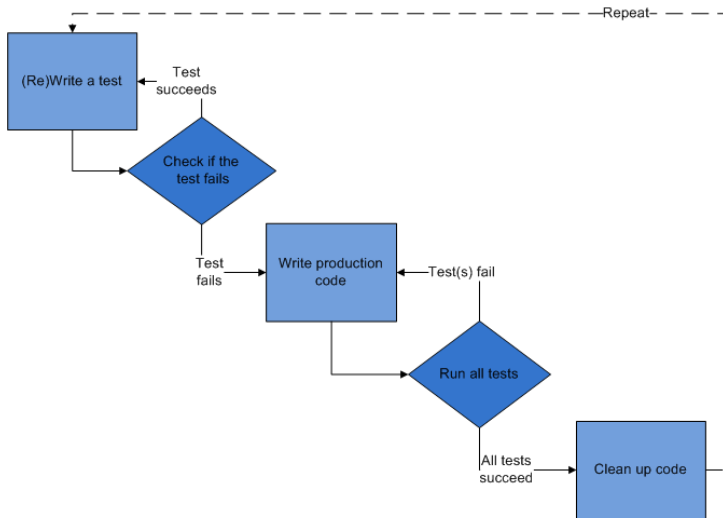 Repeat
(Re)Write a test
Test
succeeds
Check if the
test fails
Test
fails
Write production
code
Test(s) fail
Run all tests
All tests
succeed
Clean up code